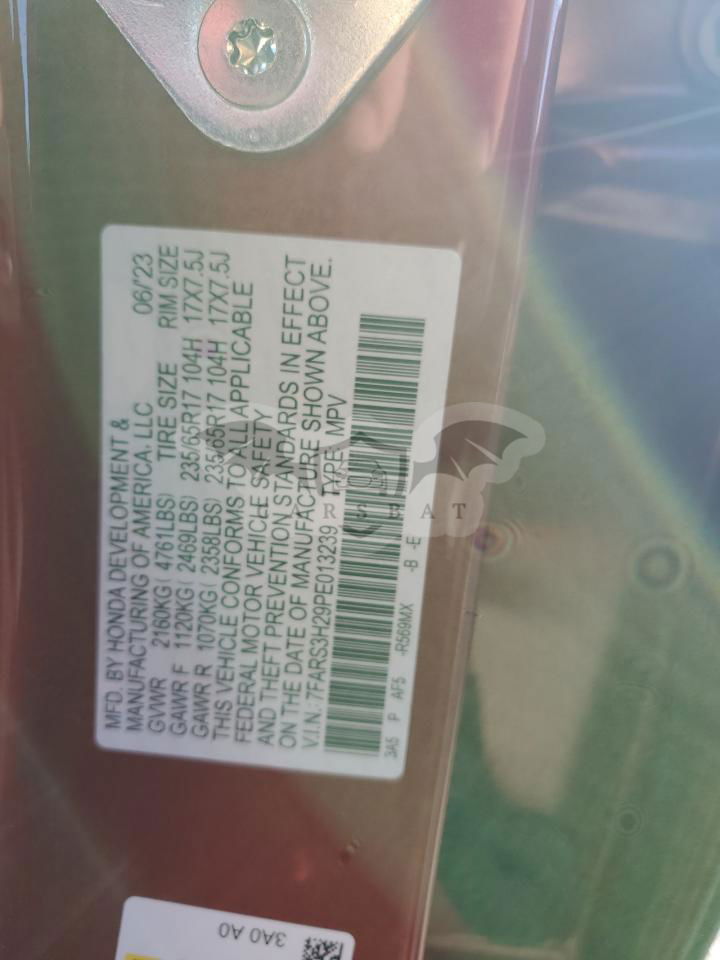 MFD. BY HONDA DEVELOPMENT &
MANUFACTURING OF AMERICA, LLC 06/'23
GVWR 2160KG( 4761LBS) TIRE SIZE RIM SIZE
GAWR F 1120KG( 2469LBS) 235/65R17 104H 17X7.5J
GAWR R 1070KG( 2358LBS) 235/65R17 104H 17X7.5J
THIS VEHICLE CONFORMS TO ALL APPLICABLE
FEDERAL MOTOR VEHICLE SAFETY
AND THEFT PREVENTION STANDARDS IN EFFECT
ON THE DATE OF MANUFACTURE SHOWN ABOVE.
V.I.N.: 7FARS3H29PE013239 TYPE: MPV
3A5 P AF5 -R569MX -B -E
3A0 A0